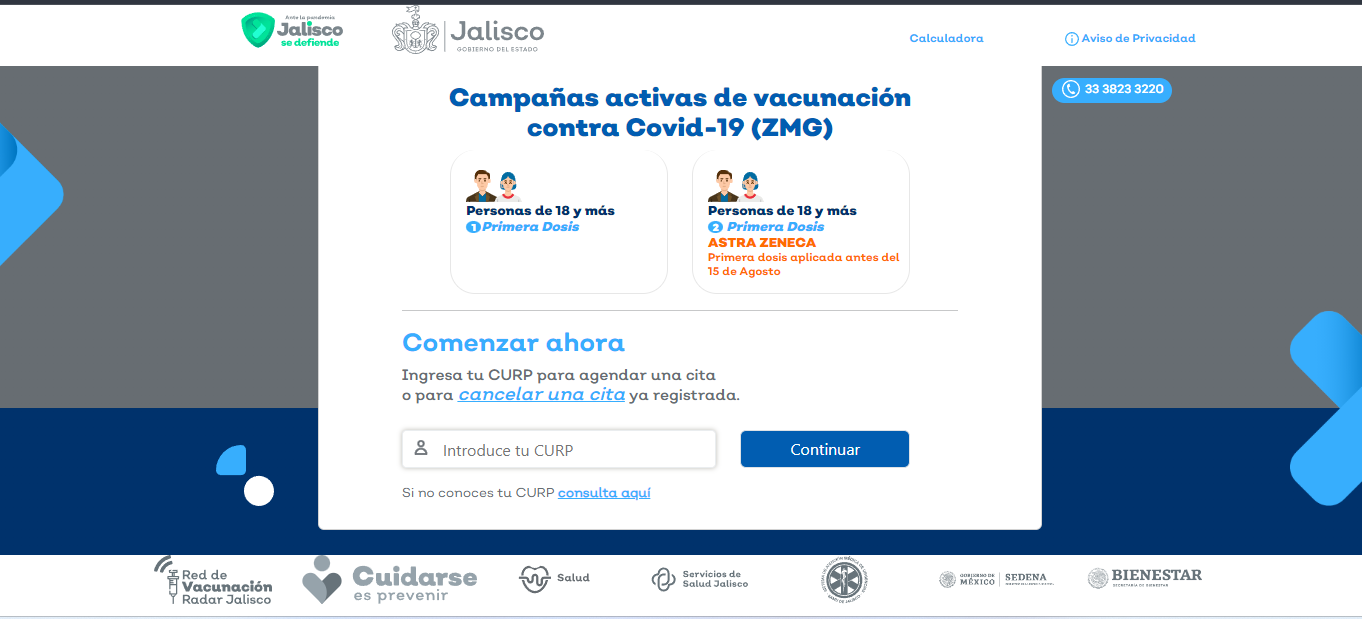 Ante la pandemia
Jalisco
se defiende
Jalisco
GOBIERNO DEL ESTADO
Calculadora
Aviso de Privacidad
33 3823 3220
Campañas activas de vacunación
contra Covid-19 (ZMG)
Personas de 18 y más
1 Primera Dosis
Personas de 18 y más
2 Primera Dosis
ASTRA ZENECA
Primera dosis aplicada antes del
15 de Agosto
Comenzar ahora
Ingresa tu CURP para agendar una cita
o para cancelar una cita ya registrada.
Introduce tu CURP
Continuar
Si no conoces tu CURP consulta aquí
Red de
Vacunación
Radar Jalisco
Cuidarse
es prevenir
Salud
Servicios de
Salud Jalisco
GOBIERNO DE
MÉXICO
SEDENA
BIENESTAR
SECRETARÍA DE BIENESTAR